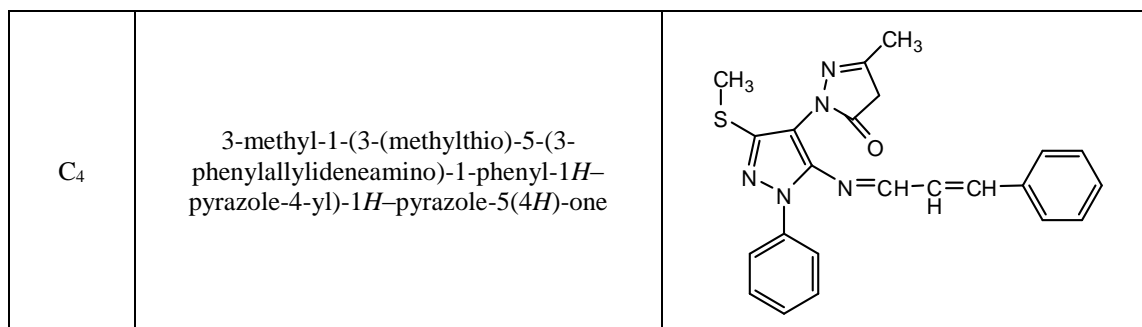 C₄
3-methyl-1-(3-(methylthio)-5-(3-
phenylallylideneamino)-1-phenyl-1H–
pyrazole-4-yl)-1H–pyrazole-5(4H)-one
CH₃
N
CH₃
N
S
O
N
N
N
CH
C
H
CH